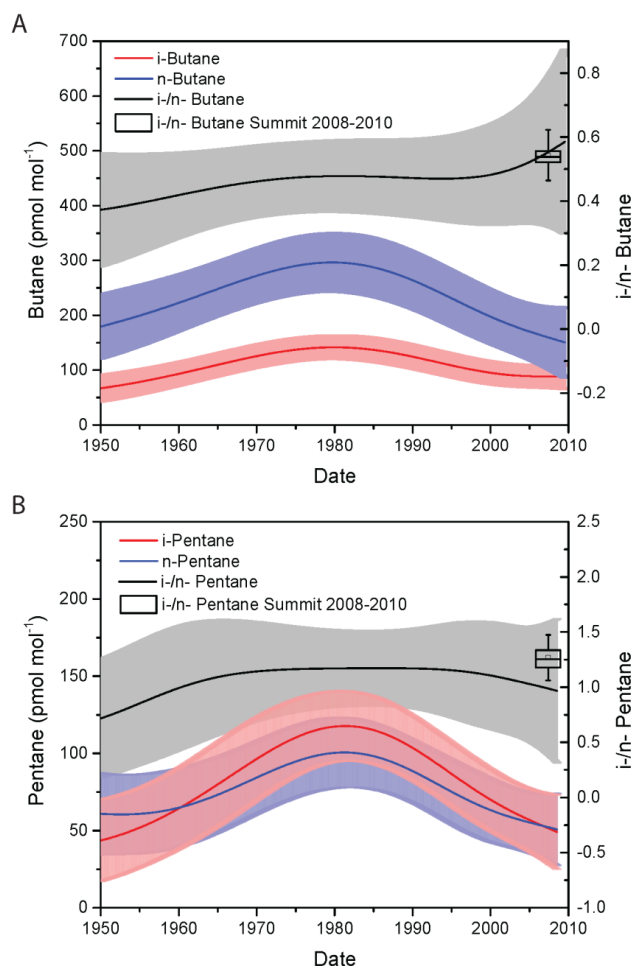 A
700
600
500
400
300
200
100
0
Butane (pmol mol⁻¹)
i-Butane
n-Butane
i-/n- Butane
i-/n- Butane Summit 2008-2010
0.8
0.6
0.4
0.2
0.0
-0.2
i-/n- Butane
1950 1960 1970 1980 1990 2000 2010
Date
B
250
200
150
100
50
0
Pentane (pmol mol⁻¹)
i-Pentane
n-Pentane
i-/n- Pentane
i-/n- Pentane Summit 2008-2010
2.5
2.0
1.5
1.0
0.5
0.0
-0.5
-1.0
i-/n- Pentane
1950 1960 1970 1980 1990 2000 2010
Date